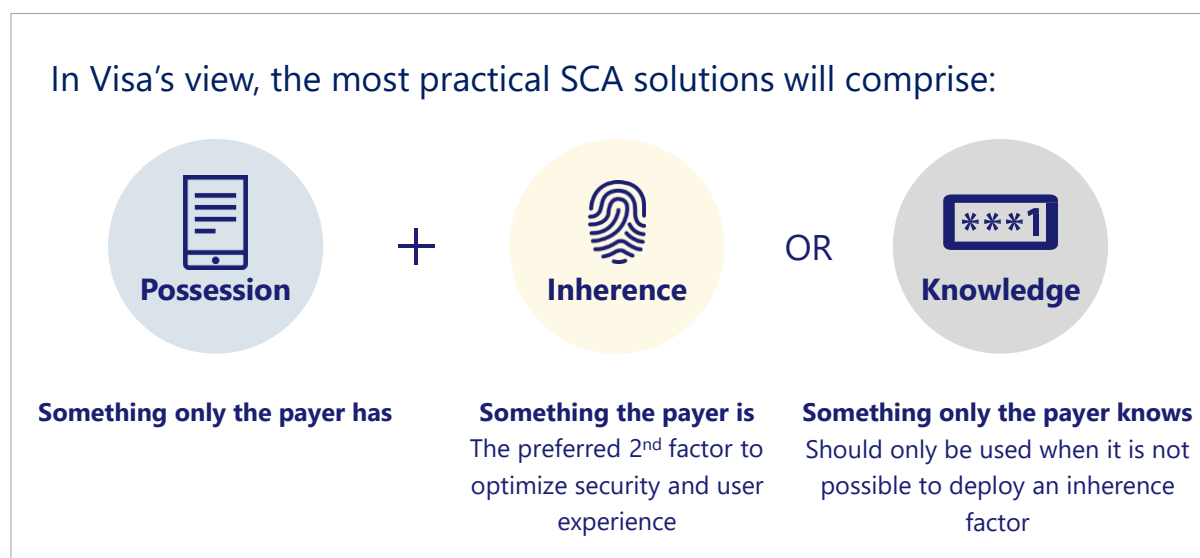 In Visa's view, the most practical SCA solutions will comprise:
Possession
+
Inherence
OR
***1
Knowledge
Something only the payer has
Something the payer is
The preferred 2nd factor to
optimize security and user
experience
Something only the payer knows
Should only be used when it is not
possible to deploy an inherence
factor